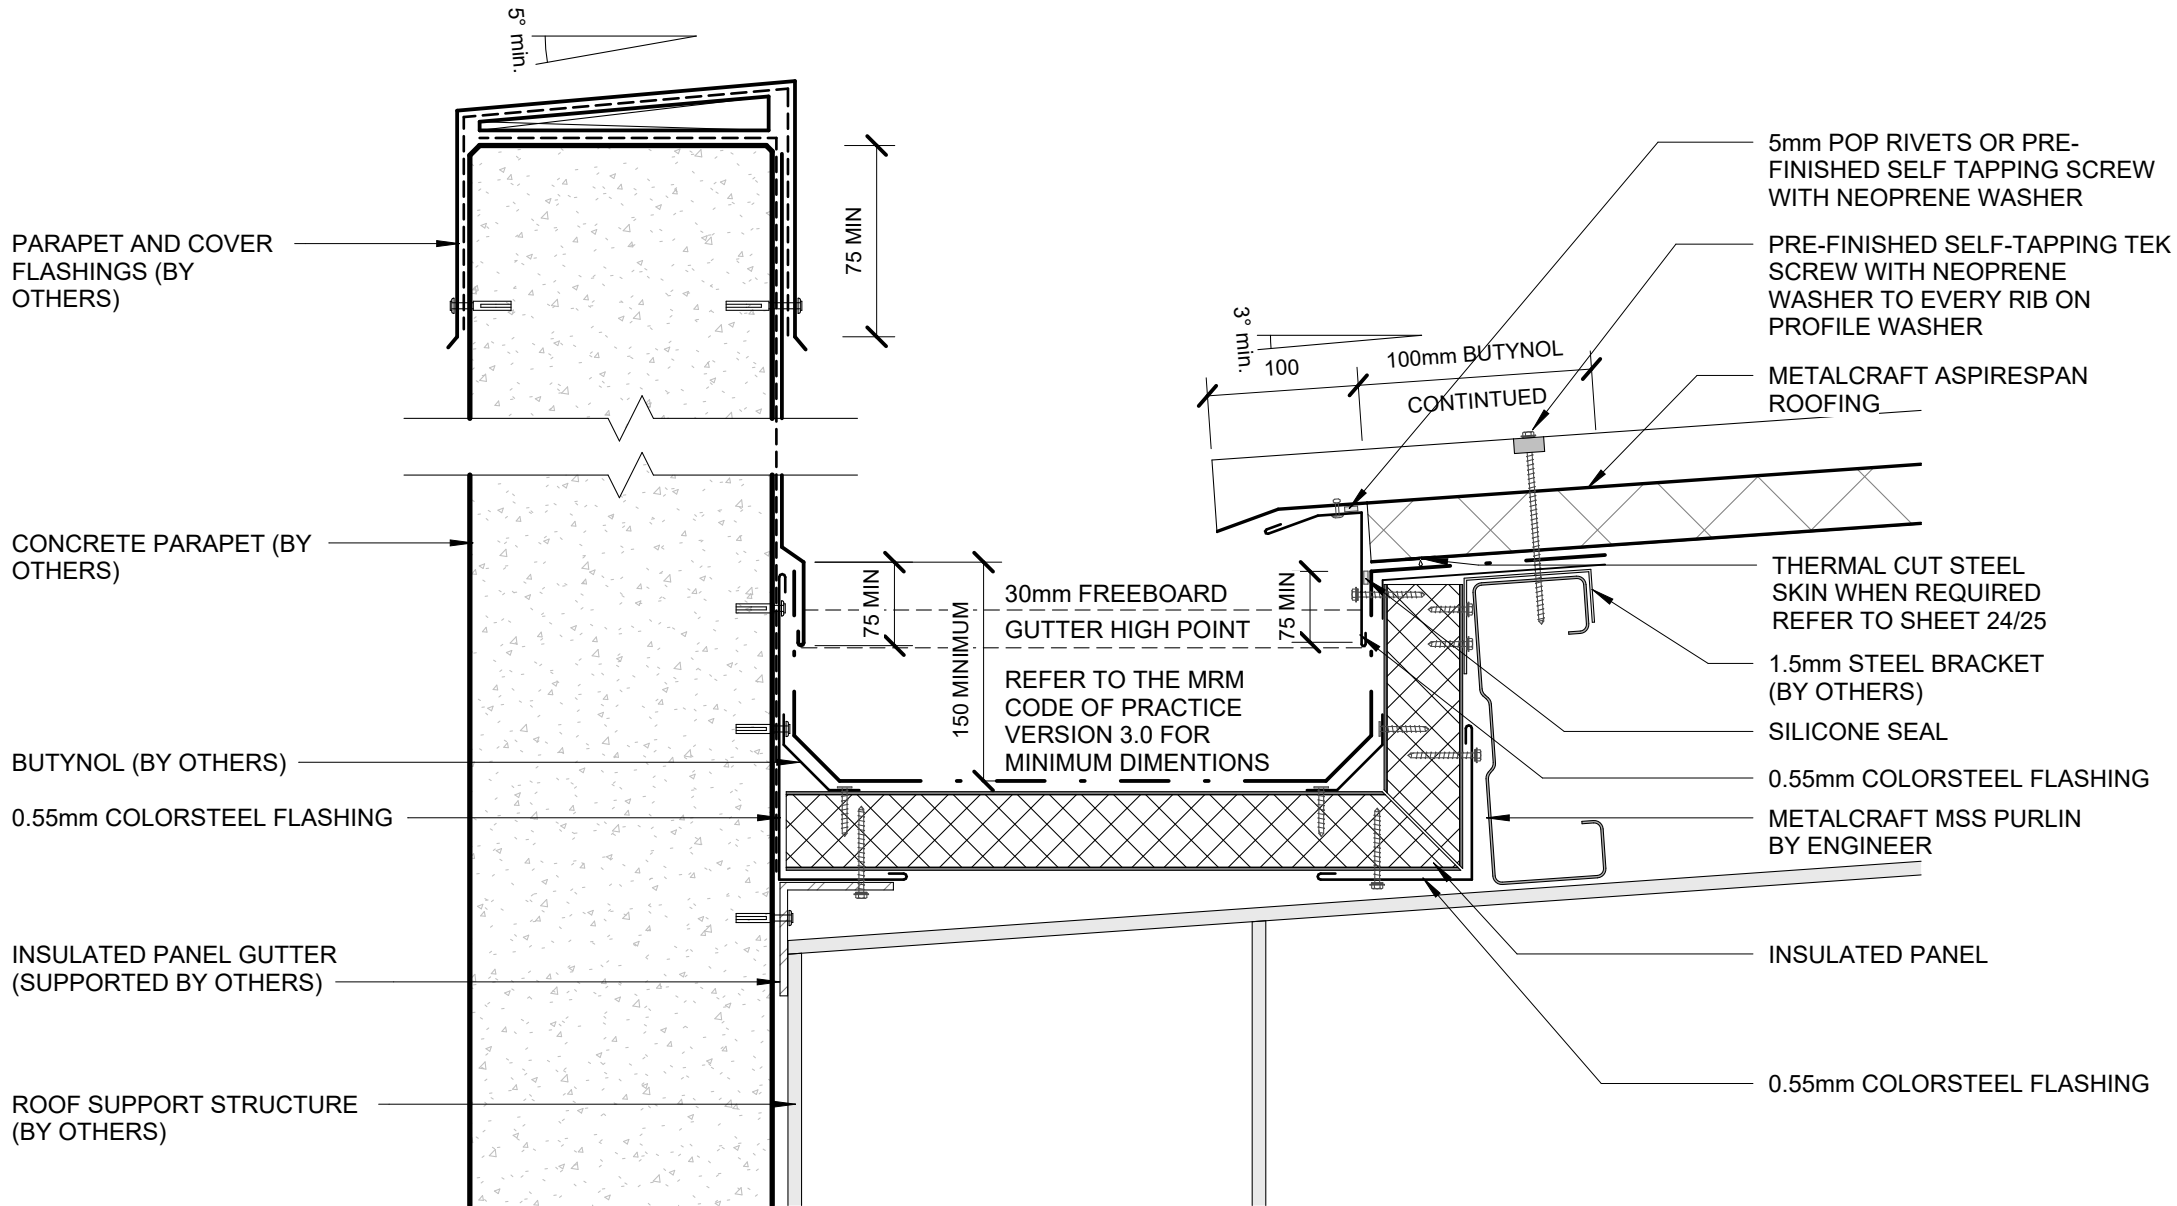 5° min.
PARAPET AND COVER
FLASHINGS (BY
OTHERS)
CONCRETE PARAPET (BY
OTHERS)
BUTYNOL (BY OTHERS)
0.55mm COLORSTEEL FLASHING
INSULATED PANEL GUTTER
(SUPPORTED BY OTHERS)
ROOF SUPPORT STRUCTURE
(BY OTHERS)
75 MIN
75 MIN
150 MINIMUM
30mm FREEBOARD
GUTTER HIGH POINT
REFER TO THE MRM
CODE OF PRACTICE
VERSION 3.0 FOR
MINIMUM DIMENTIONS
75 MIN
3° min.
100
100mm BUTYNOL
CONTINTUED
5mm POP RIVETS OR PRE-
FINISHED SELF TAPPING SCREW
WITH NEOPRENE WASHER
PRE-FINISHED SELF-TAPPING TEK
SCREW WITH NEOPRENE
WASHER TO EVERY RIB ON
PROFILE WASHER
METALCRAFT ASPIRESPAN
ROOFING
THERMAL CUT STEEL
SKIN WHEN REQUIRED
REFER TO SHEET 24/25
1.5mm STEEL BRACKET
(BY OTHERS)
SILICONE SEAL
0.55mm COLORSTEEL FLASHING
METALCRAFT MSS PURLIN
BY ENGINEER
INSULATED PANEL
0.55mm COLORSTEEL FLASHING